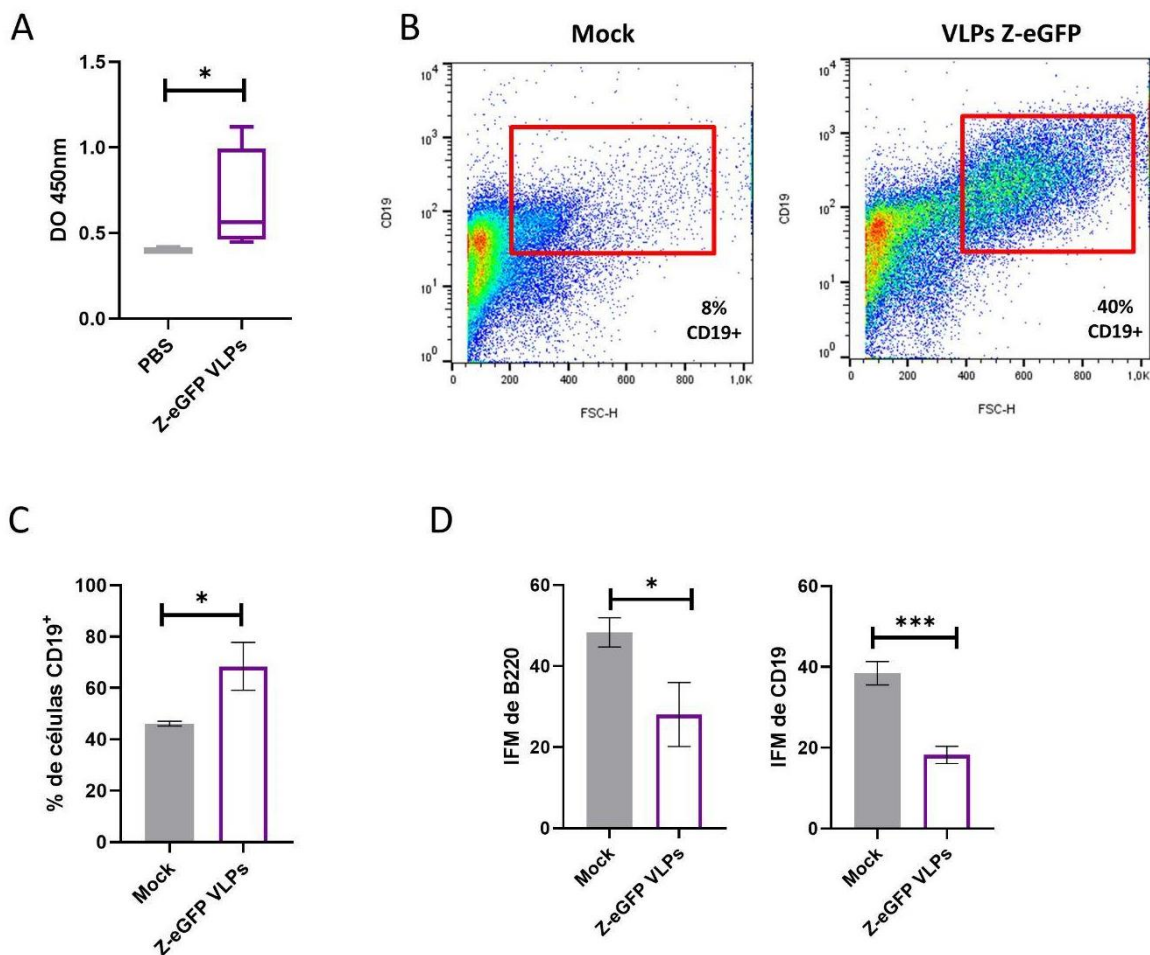 A
DO 450nm
1.5
1.0
0.5
0.0
*
PBS
Z-eGFP VLPs
B
Mock
CD19
10⁴
10³
10²
10¹
10⁰
8%
CD19+
0
200
400
600
800
1,0K
FSC-H
VLPs Z-eGFP
CD19
10⁴
10³
10²
10¹
10⁰
40%
CD19+
0
200
400
600
800
1,0K
FSC-H
C
% de células CD19⁺
100
80
60
40
20
0
*
Mock
Z-eGFP VLPs
D
IFM de B220
60
40
20
0
*
Mock
Z-eGFP VLPs
IFM de CD19
60
40
20
0
***
Mock
Z-eGFP VLPs